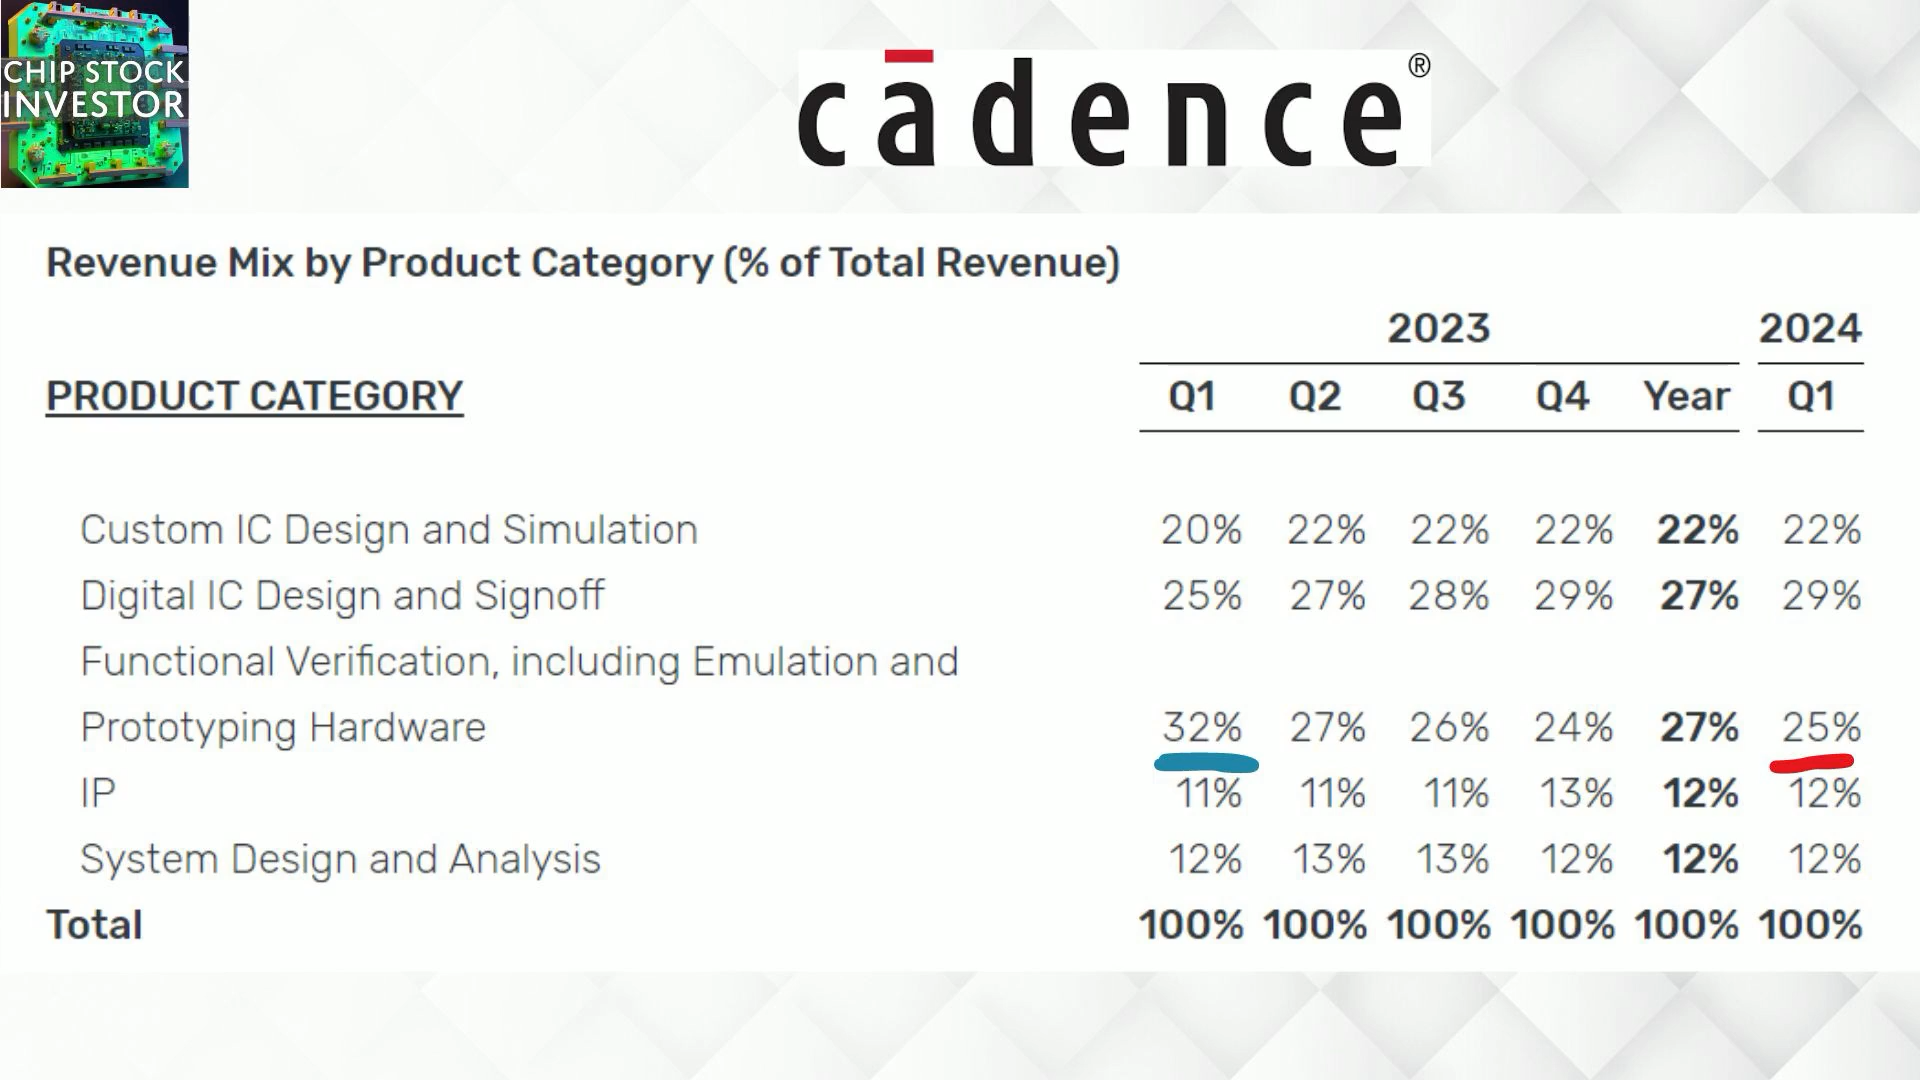 CHIP STOCK
INVESTOR
cādence®
Revenue Mix by Product Category (% of Total Revenue)
2023 2024
PRODUCT CATEGORY Q1 Q2 Q3 Q4 Year Q1
Custom IC Design and Simulation 20% 22% 22% 22% 22% 22%
Digital IC Design and Signoff 25% 27% 28% 29% 27% 29%
Functional Verification, including Emulation and
Prototyping Hardware 32% 27% 26% 24% 27% 25%
IP 11% 11% 11% 13% 12% 12%
System Design and Analysis 12% 13% 13% 12% 12% 12%
Total 100% 100% 100% 100% 100% 100%